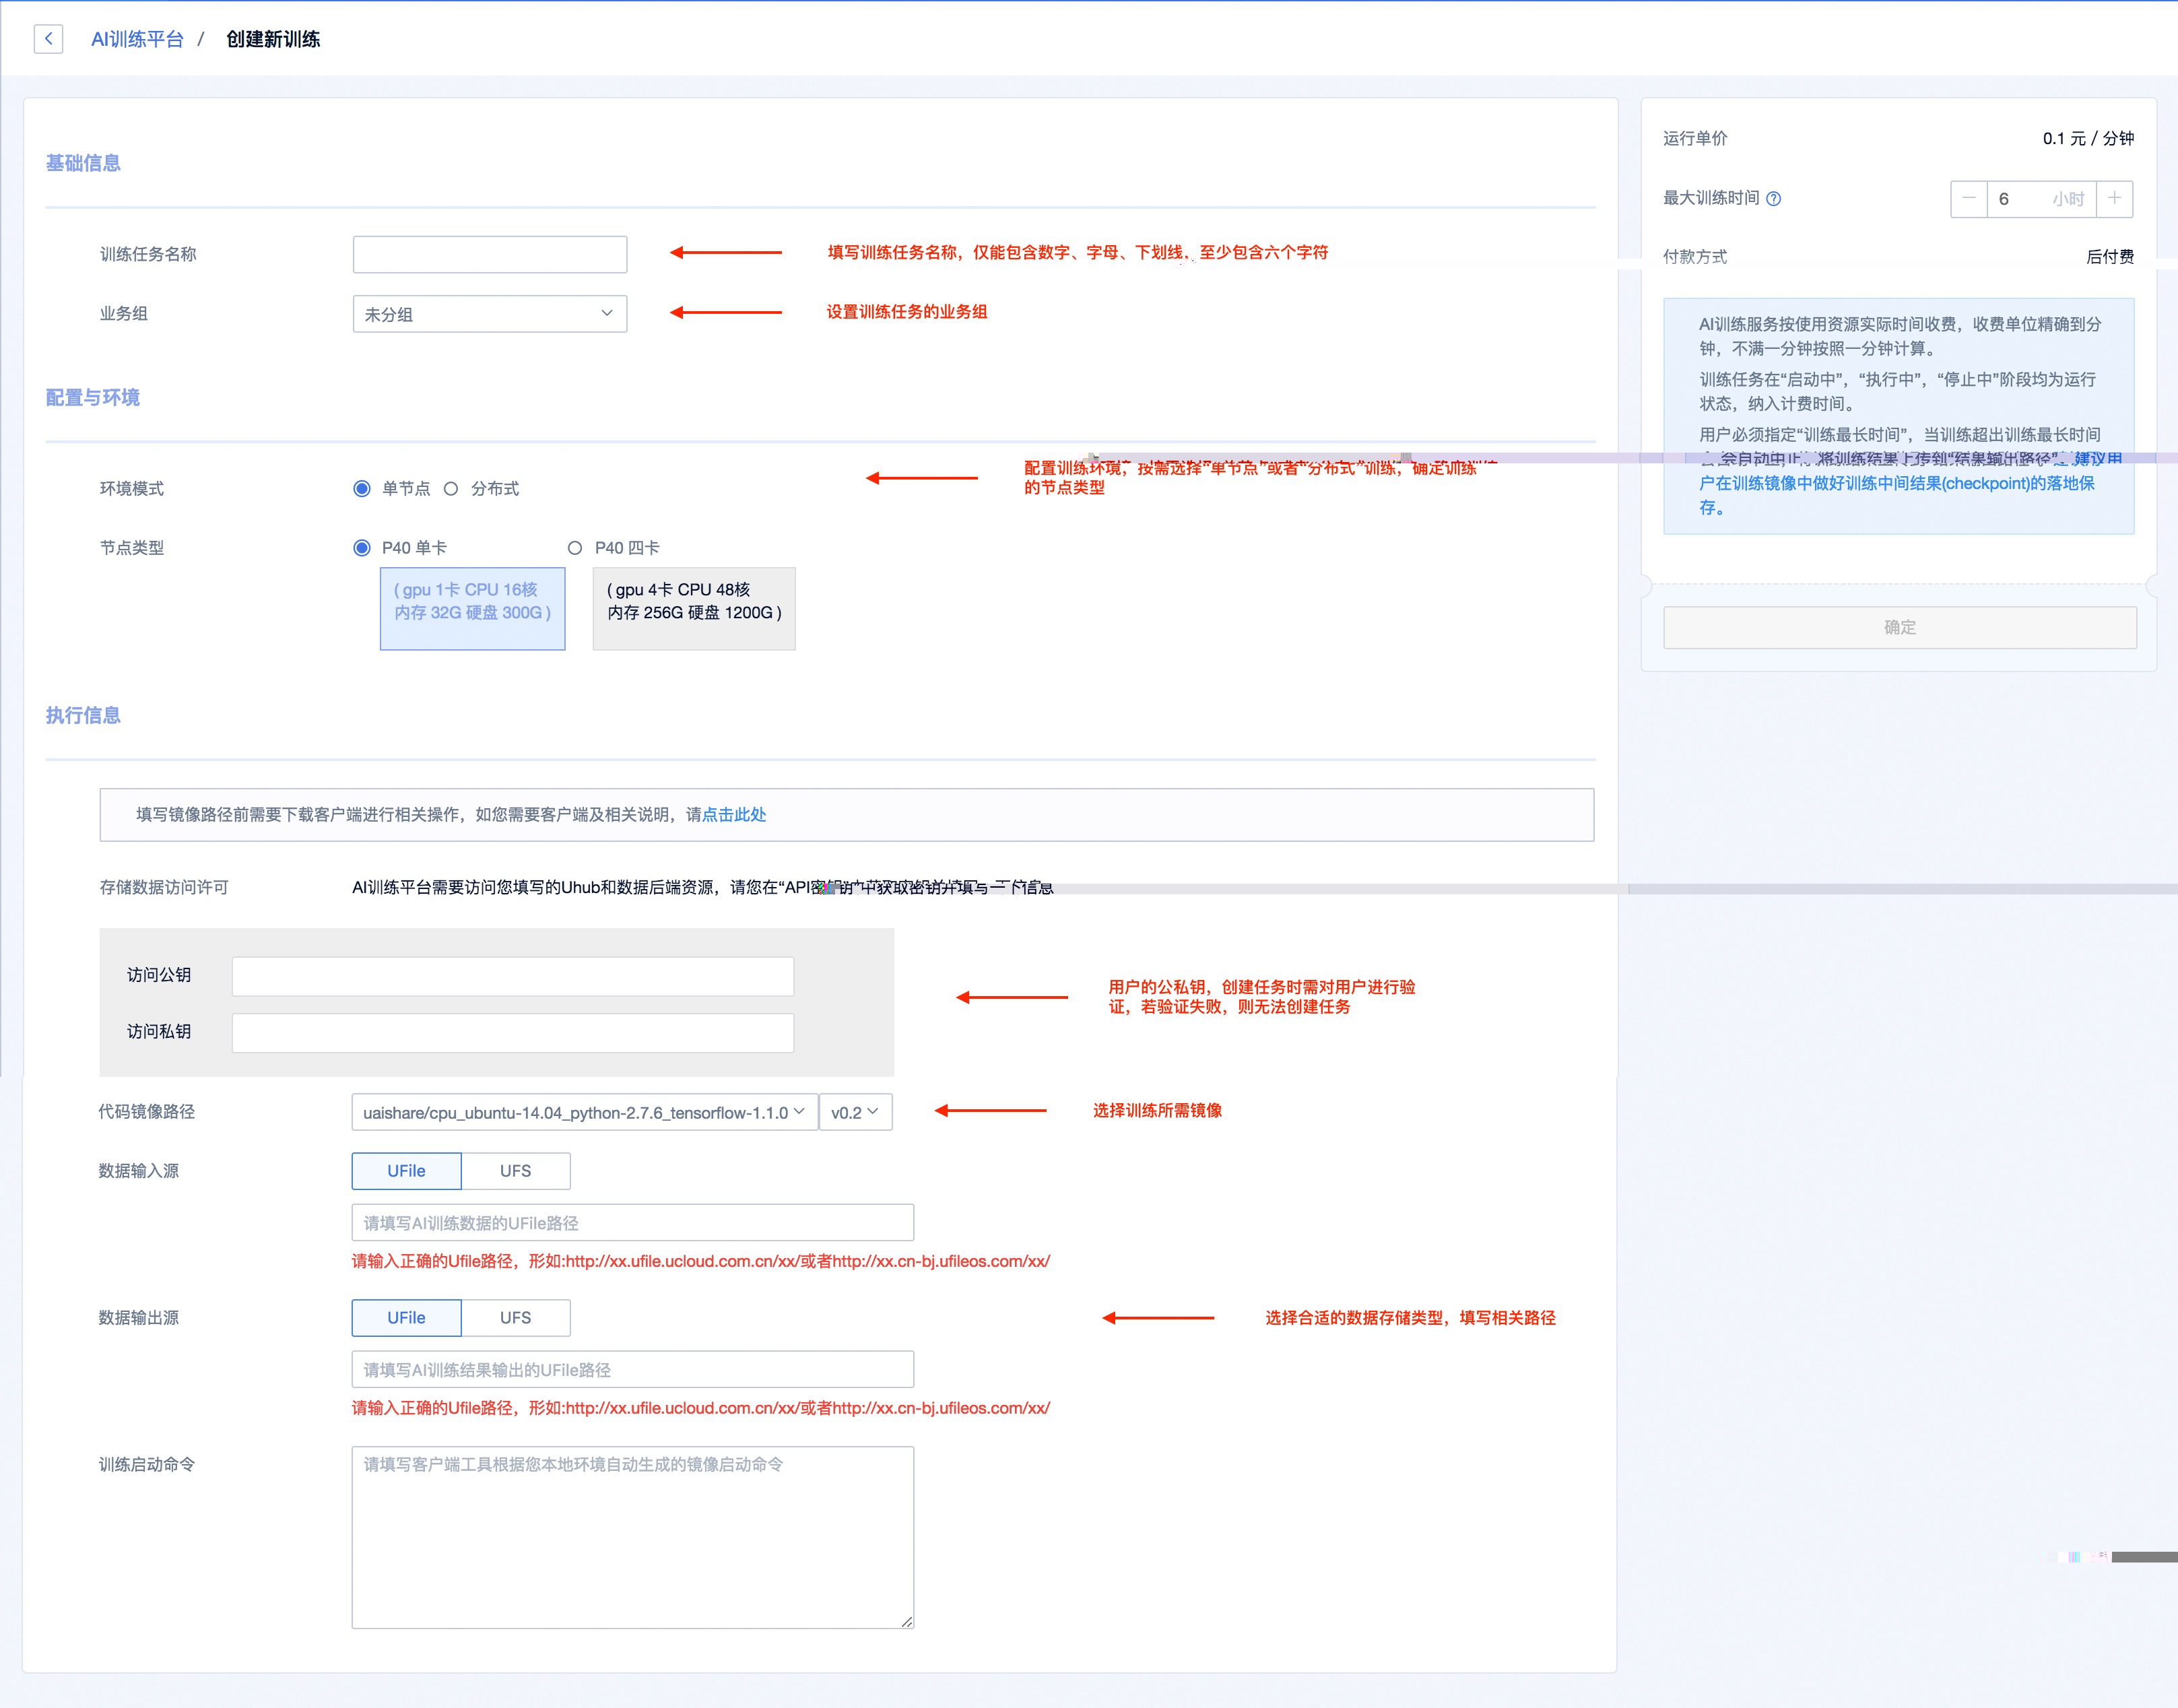 AI训练平台 / 创建新训练
基础信息
训练任务名称
填写训练任务名称，仅能包含数字、字母、下划线，至少包含六个字符
业务组
未分组
设置训练任务的业务组
配置与环境
环境模式
单节点 分布式
配置训练环境，按需选择"单节点"或者"分布式"训练，确定训练
的节点类型
节点类型
P40 单卡
P40 四卡
( gpu 1卡 CPU 16核
内存 32G 硬盘 300G )
( gpu 4卡 CPU 48核
内存 256G 硬盘 1200G )
执行信息
填写镜像路径前需要下载客户端进行相关操作，如您需要客户端及相关说明，请点击此处
存储数据访问许可
AI训练平台需要访问您填写的Uhub和数据后端资源，请您在“API密钥”中获取密钥并填写一下信息
访问公钥
访问私钥
用户的公私钥，创建任务时需对用户进行验
证，若验证失败，则无法创建任务
代码镜像路径
uaishare/cpu_ubuntu-14.04_python-2.7.6_tensorflow-1.1.0
v0.2
选择训练所需镜像
数据输入源
UFile
UFS
请填写AI训练数据的UFile路径
请输入正确的Ufile路径，形如:http://xx.ufile.ucloud.com.cn/xx/或者http://xx.cn-bj.ufileos.com/xx/
数据输出源
UFile
UFS
选择合适的数据存储类型，填写相关路径
请填写AI训练结果输出的UFile路径
请输入正确的Ufile路径，形如:http://xx.ufile.ucloud.com.cn/xx/或者http://xx.cn-bj.ufileos.com/xx/
训练启动命令
请填写客户端工具根据您本地环境自动生成的镜像启动命令
运行单价
0.1 元 / 分钟
最大训练时间
6 小时
付款方式
后付费
AI训练服务按使用资源实际时间收费，收费单位精确到分
钟，不满一分钟按照一分钟计算。
训练任务在“启动中”，“执行中”，“停止中”阶段均为运行
状态，纳入计费时间。
用户必须指定“训练最长时间”，当训练超出训练最长时间
会自动中止，将训练结果上传到“结果输出路径”，建议用
户在训练镜像中做好训练中间结果(checkpoint)的落地保
存。
确定